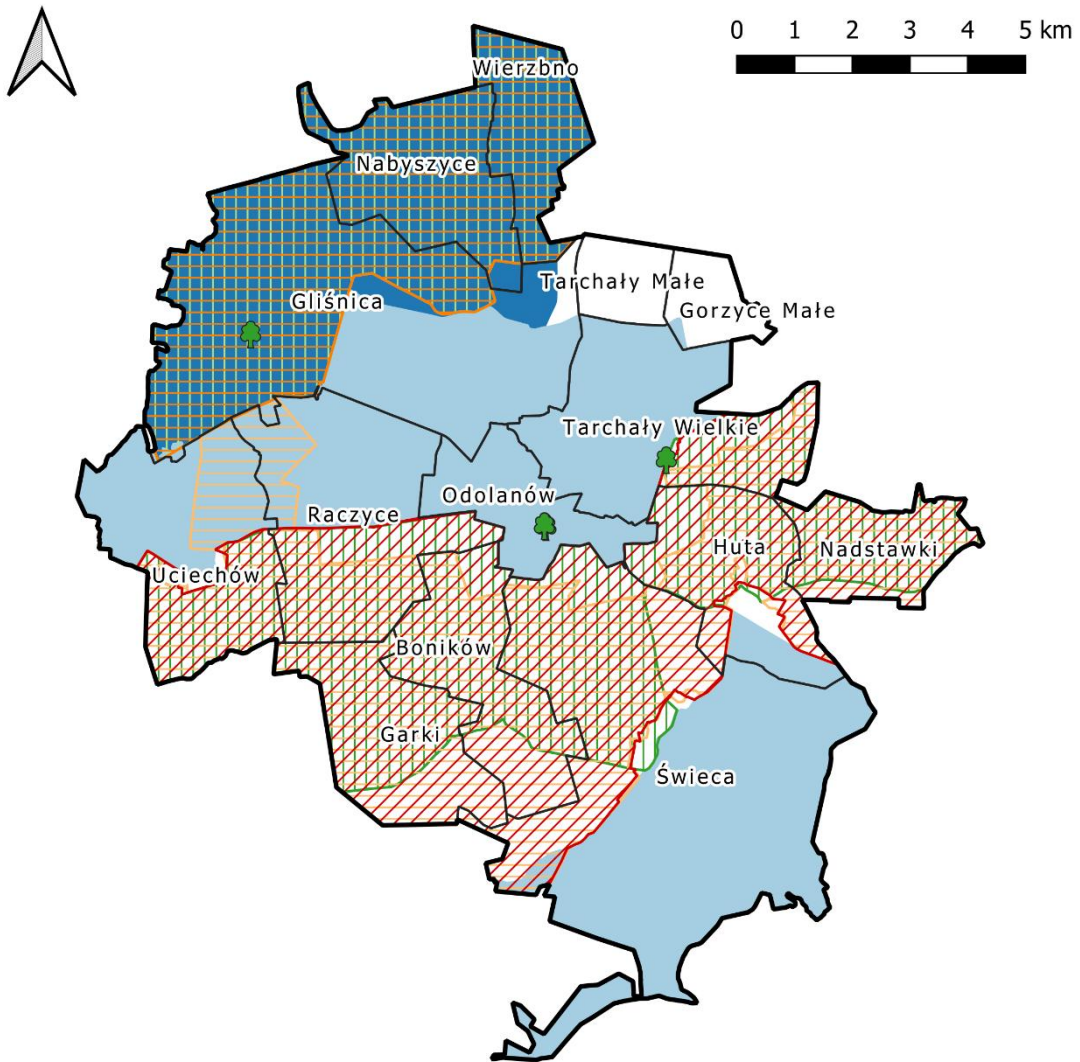 0 1 2 3 4 5 km
Wierzbno
Nabyszyce
Tarchały Małe
Gliśnica
Gorzyce Małe
Tarchały Wielkie
Odolanów
Raczyce
Huta
Nadstawki
Uciechów
Boników
Garki
Świeca